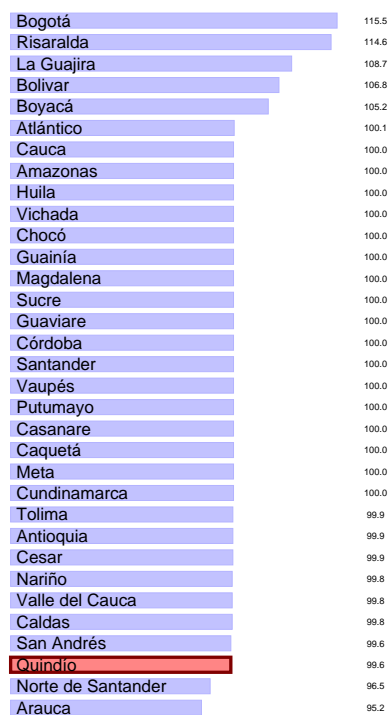 Bogotá 115.5
Risaralda 114.6
La Guajira 108.7
Bolivar 106.8
Boyacá 105.2
Atlántico 100.1
Cauca 100.0
Amazonas 100.0
Huila 100.0
Vichada 100.0
Chocó 100.0
Guainía 100.0
Magdalena 100.0
Sucre 100.0
Guaviare 100.0
Córdoba 100.0
Santander 100.0
Vaupés 100.0
Putumayo 100.0
Casanare 100.0
Caquetá 100.0
Meta 100.0
Cundinamarca 100.0
Tolima 99.9
Antioquia 99.9
Cesar 99.9
Nariño 99.8
Valle del Cauca 99.8
Caldas 99.8
San Andrés 99.6
Quindío 99.6
Norte de Santander 96.5
Arauca 95.2